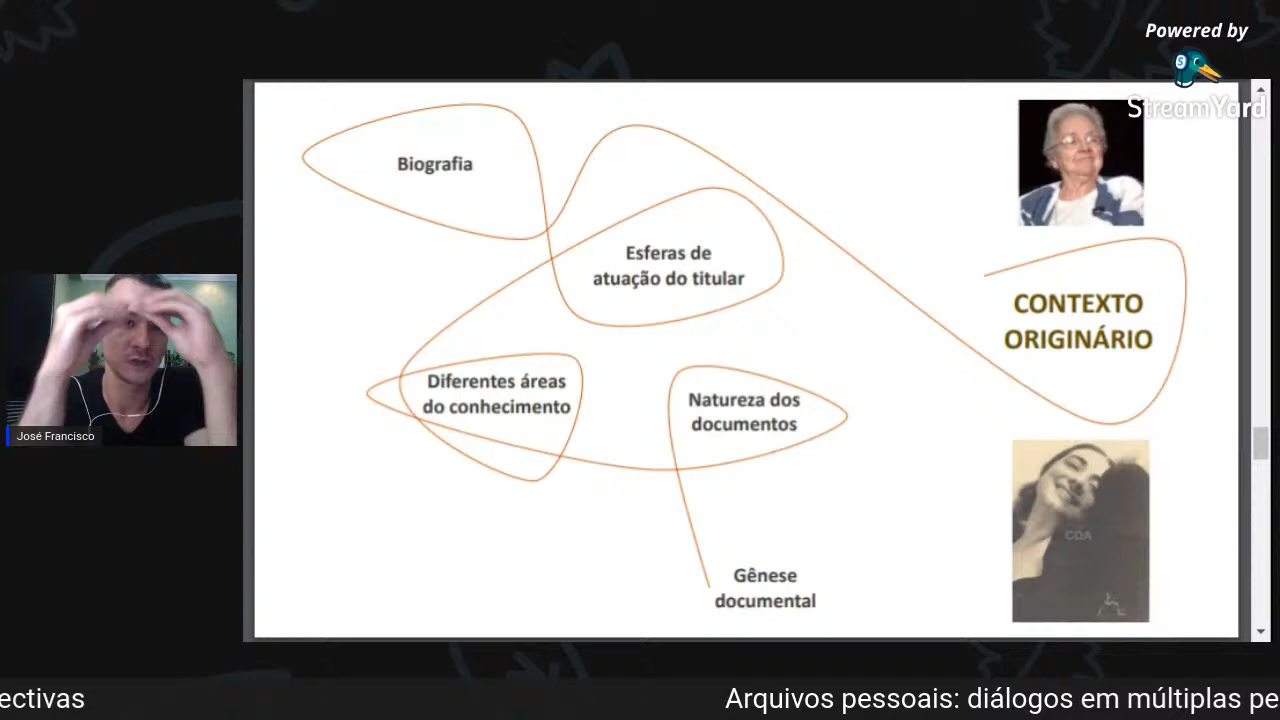 Powered by
StreamYard
Biografia
Esferas de
atuação do titular
CONTEXTO
ORIGINÁRIO
Diferentes áreas
do conhecimento
Natureza dos
documentos
José Francisco
CDA
Gênese
documental
ectivas
Arquivos pessoais: diálogos em múltiplas pe